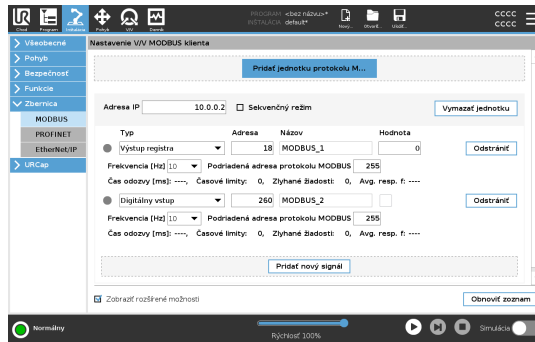 PROGRAM <bez názvu>*
INŠTALÁCIA default*
Chod Program Inštalácia Pohyb V/V Denník Nový... Otvoriť... Uložiť...
CCCC
CCCC
Všeobecné
Pohyb
Bezpečnosť
Funkcie
Zbernica
MODBUS
PROFINET
EtherNet/IP
URCap
Nastavenie V/V MODBUS klienta
Pridať jednotku protokolu M...
Adresa IP 10.0.0.2 Sekvenčný režim Vymazať jednotku
Typ Adresa Názov Hodnota
Výstup registra 18 MODBUS_1 0 Odstrániť
Frekvencia [Hz] 10 Podriadená adresa protokolu MODBUS 255
Čas odozvy [ms]: ----, Časové limity: 0, Zlyhané žiadosti: 0, Avg. resp. f: ----,
Digitálny vstup 260 MODBUS_2 Odstrániť
Frekvencia [Hz] 10 Podriadená adresa protokolu MODBUS 255
Čas odozvy [ms]: ----, Časové limity: 0, Zlyhané žiadosti: 0, Avg. resp. f: ----,
Pridať nový signál
Zobraziť rozšírené možnosti Obnoviť zoznam
Normálny Rýchlosť 100% Simulácia